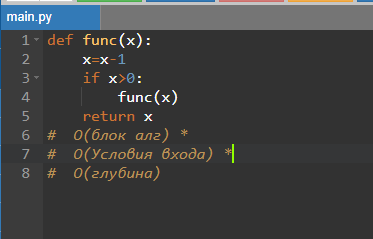 main.py
1 def func(x):
2 x=x-1
3 if x>0:
4 func(x)
5 return x
6 # O(блок алг) *
7 # O(Условия входа) *
8 # O(глубина)